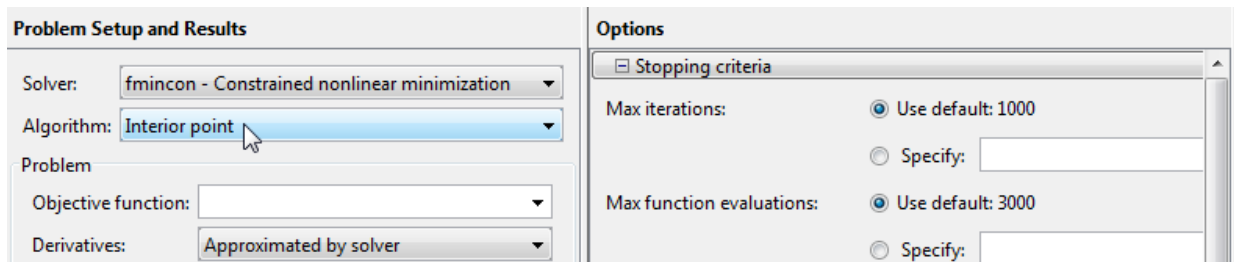 Problem Setup and Results
Solver: fmincon - Constrained nonlinear minimization
Algorithm: Interior point
Problem
Objective function:
Derivatives: Approximated by solver
Options
Stopping criteria
Max iterations: Use default: 1000
Specify:
Max function evaluations: Use default: 3000
Specify: